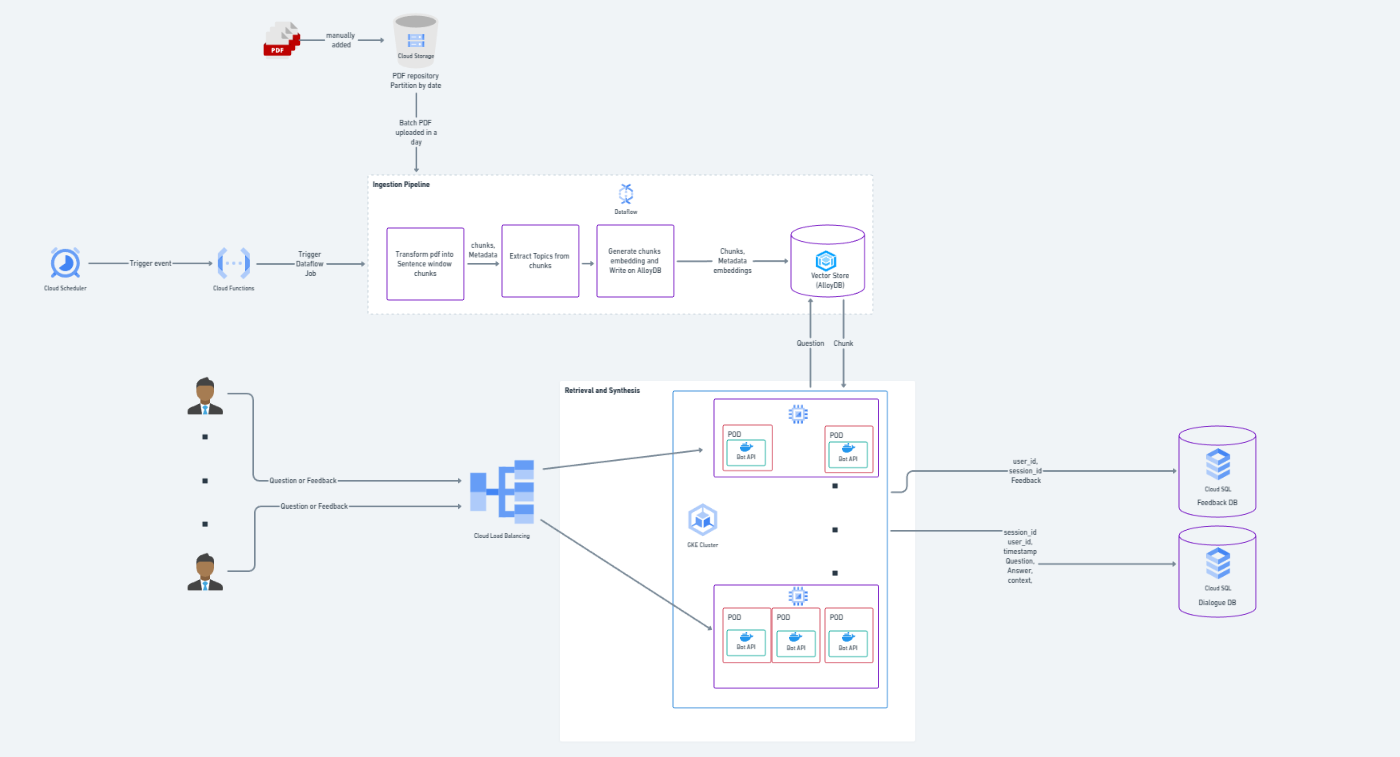 PDF
manually
added
Cloud Storage
PDF repository
Partition by date
Batch PDF
uploaded in a
day
Ingestion Pipeline
Dataflow
Cloud Scheduler
Trigger event
Cloud Functions
Trigger
Dataflow
Job
Transform pdf into
Sentence window
chunks
chunks,
Metadata
Extract Topics from
chunks
Generate chunks
embedding and
Write on AlloyDB
Chunks,
Metadata
embeddings
Vector Store
(AlloyDB)
Question
Chunk
Retrieval and Synthesis
Question or Feedback
Question or Feedback
Cloud Load Balancing
GKE Cluster
POD
Bot API
POD
Bot API
POD
Bot API
POD
Bot API
POD
Bot API
user_id,
session_id
Feedback
Cloud SQL
Feedback DB
session_id
user_id,
timestamp
Question,
Answer,
context,
Cloud SQL
Dialogue DB